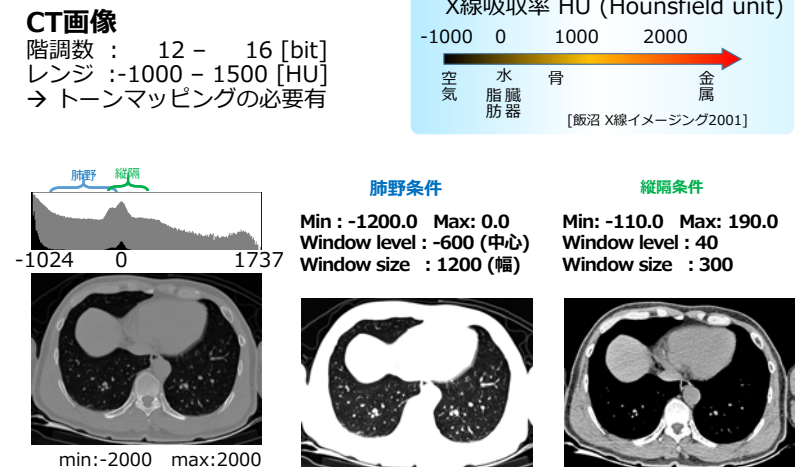 CT画像
階調数 : 12 – 16 [bit]
レンジ :-1000 – 1500 [HU]
→ トーンマッピングの必要有
X線吸収率 HU (Hounsfield unit)
-1000 0 1000 2000
空気
水
脂肪
臓器
骨
金属
[飯沼 X線イメージング2001]
肺野 縦隔
-1024 0 1737
min:-2000 max:2000
肺野条件
Min : -1200.0 Max: 0.0
Window level : -600 (中心)
Window size : 1200 (幅)
縦隔条件
Min: -110.0 Max: 190.0
Window level : 40
Window size : 300